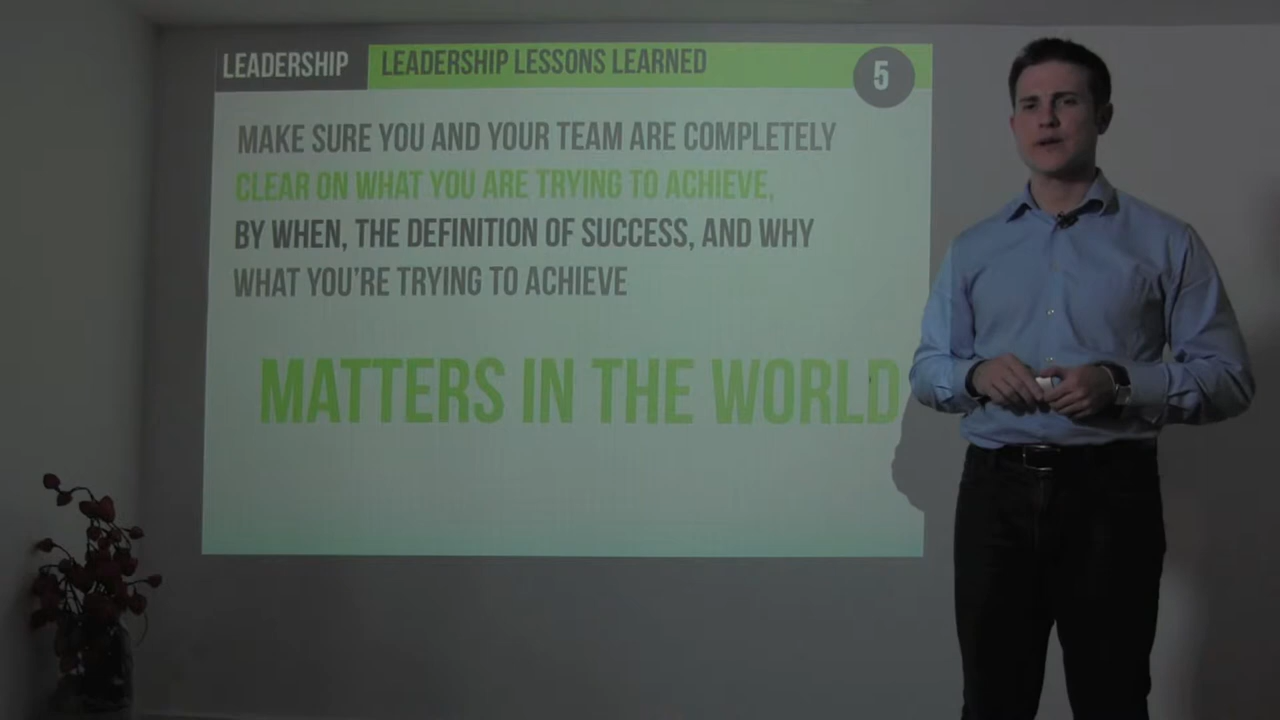 LEADERSHIP
LEADERSHIP LESSONS LEARNED
5
MAKE SURE YOU AND YOUR TEAM ARE COMPLETELY
CLEAR ON WHAT YOU ARE TRYING TO ACHIEVE,
BY WHEN, THE DEFINITION OF SUCCESS, AND WHY
WHAT YOU'RE TRYING TO ACHIEVE
MATTERS IN THE WORLD